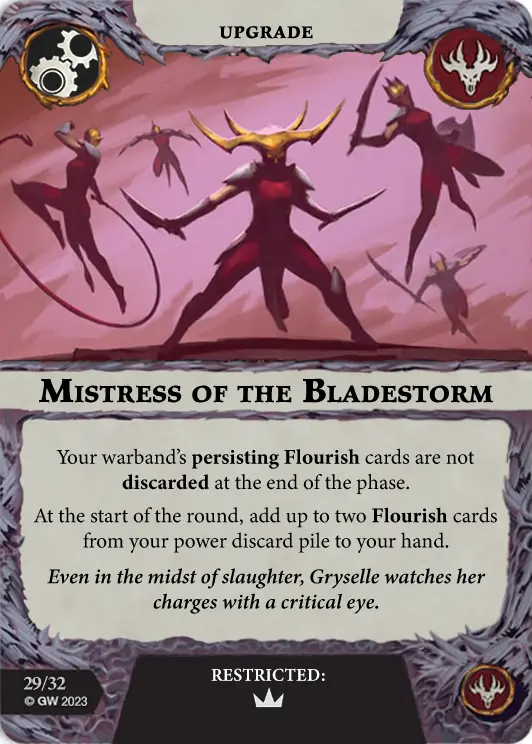 UPGRADE
MISTRESS OF THE BLADESTORM
Your warband's persisting Flourish cards are not
discarded at the end of the phase.
At the start of the round, add up to two Flourish cards
from your power discard pile to your hand.
Even in the midst of slaughter, Gryselle watches her
charges with a critical eye.
RESTRICTED:
29/32
© GW 2023